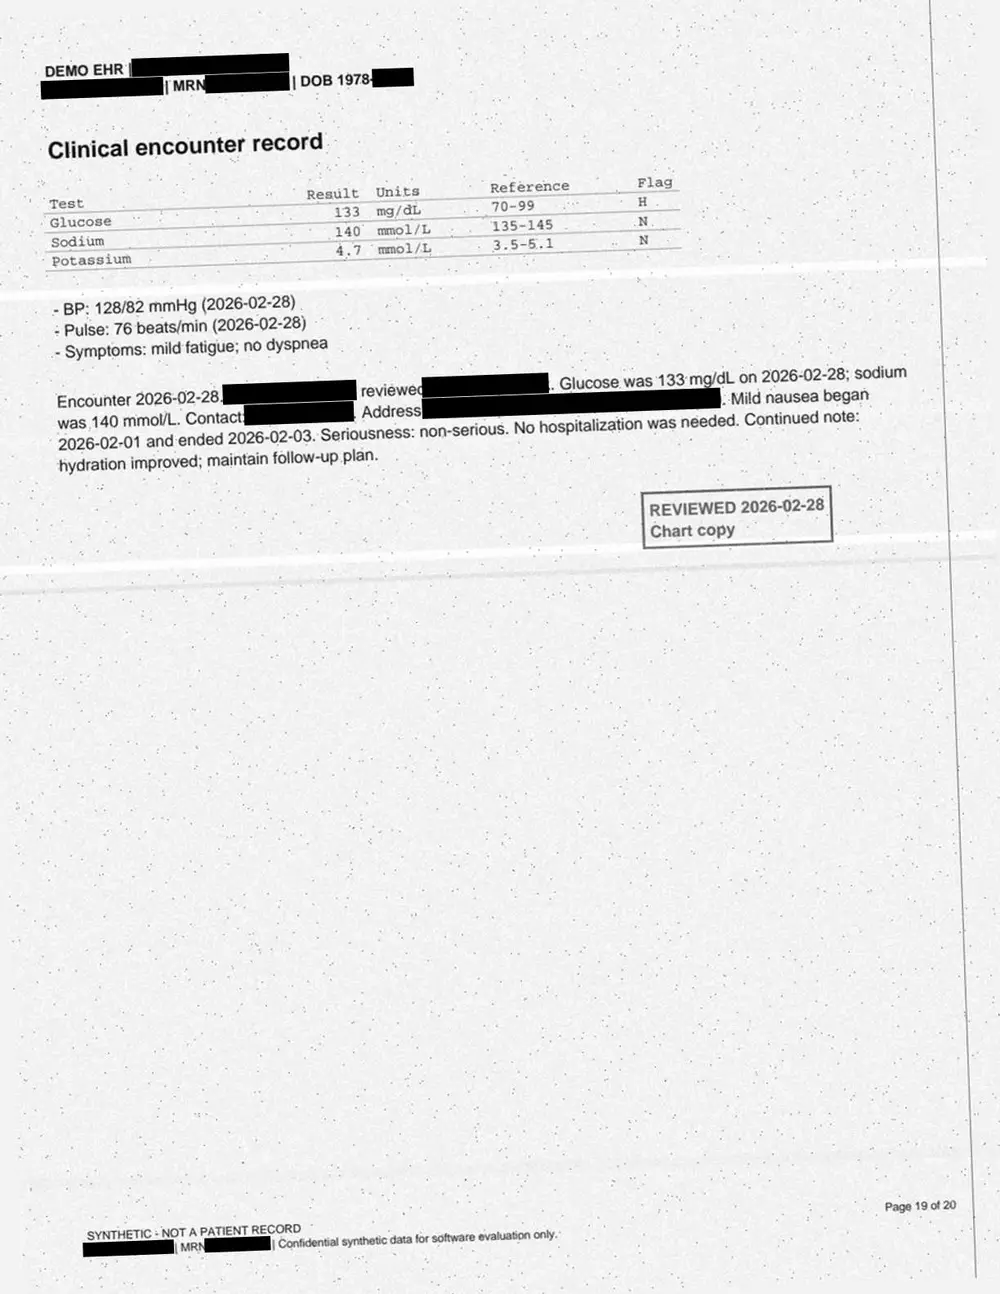 DEMO EHR |
| MRN | DOB 1978-
Clinical encounter record
Test Result Units Reference Flag
Glucose 133 mg/dL 70-99 H
Sodium 140 mmol/L 135-145 N
Potassium 4.7 mmol/L 3.5-5.1 N
- BP: 128/82 mmHg (2026-02-28)
- Pulse: 76 beats/min (2026-02-28)
- Symptoms: mild fatigue; no dyspnea
Encounter 2026-02-28. reviewed . Glucose was 133 mg/dL on 2026-02-28; sodium
was 140 mmol/L. Contact: . Address . Mild nausea began
2026-02-01 and ended 2026-02-03. Seriousness: non-serious. No hospitalization was needed. Continued note:
hydration improved; maintain follow-up plan.
REVIEWED 2026-02-28
Chart copy
Page 19 of 20
SYNTHETIC - NOT A PATIENT RECORD
| MRN | Confidential synthetic data for software evaluation only.